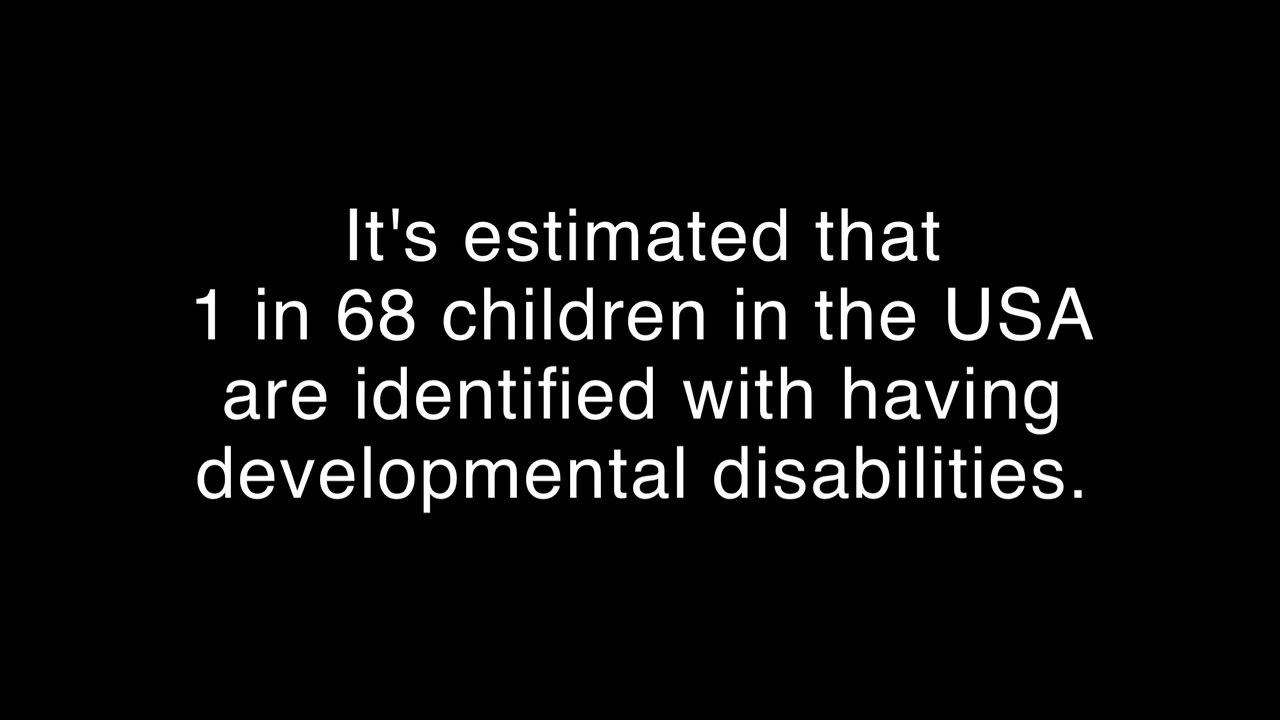 It's estimated that
1 in 68 children in the USA
are identified with having
developmental disabilities.